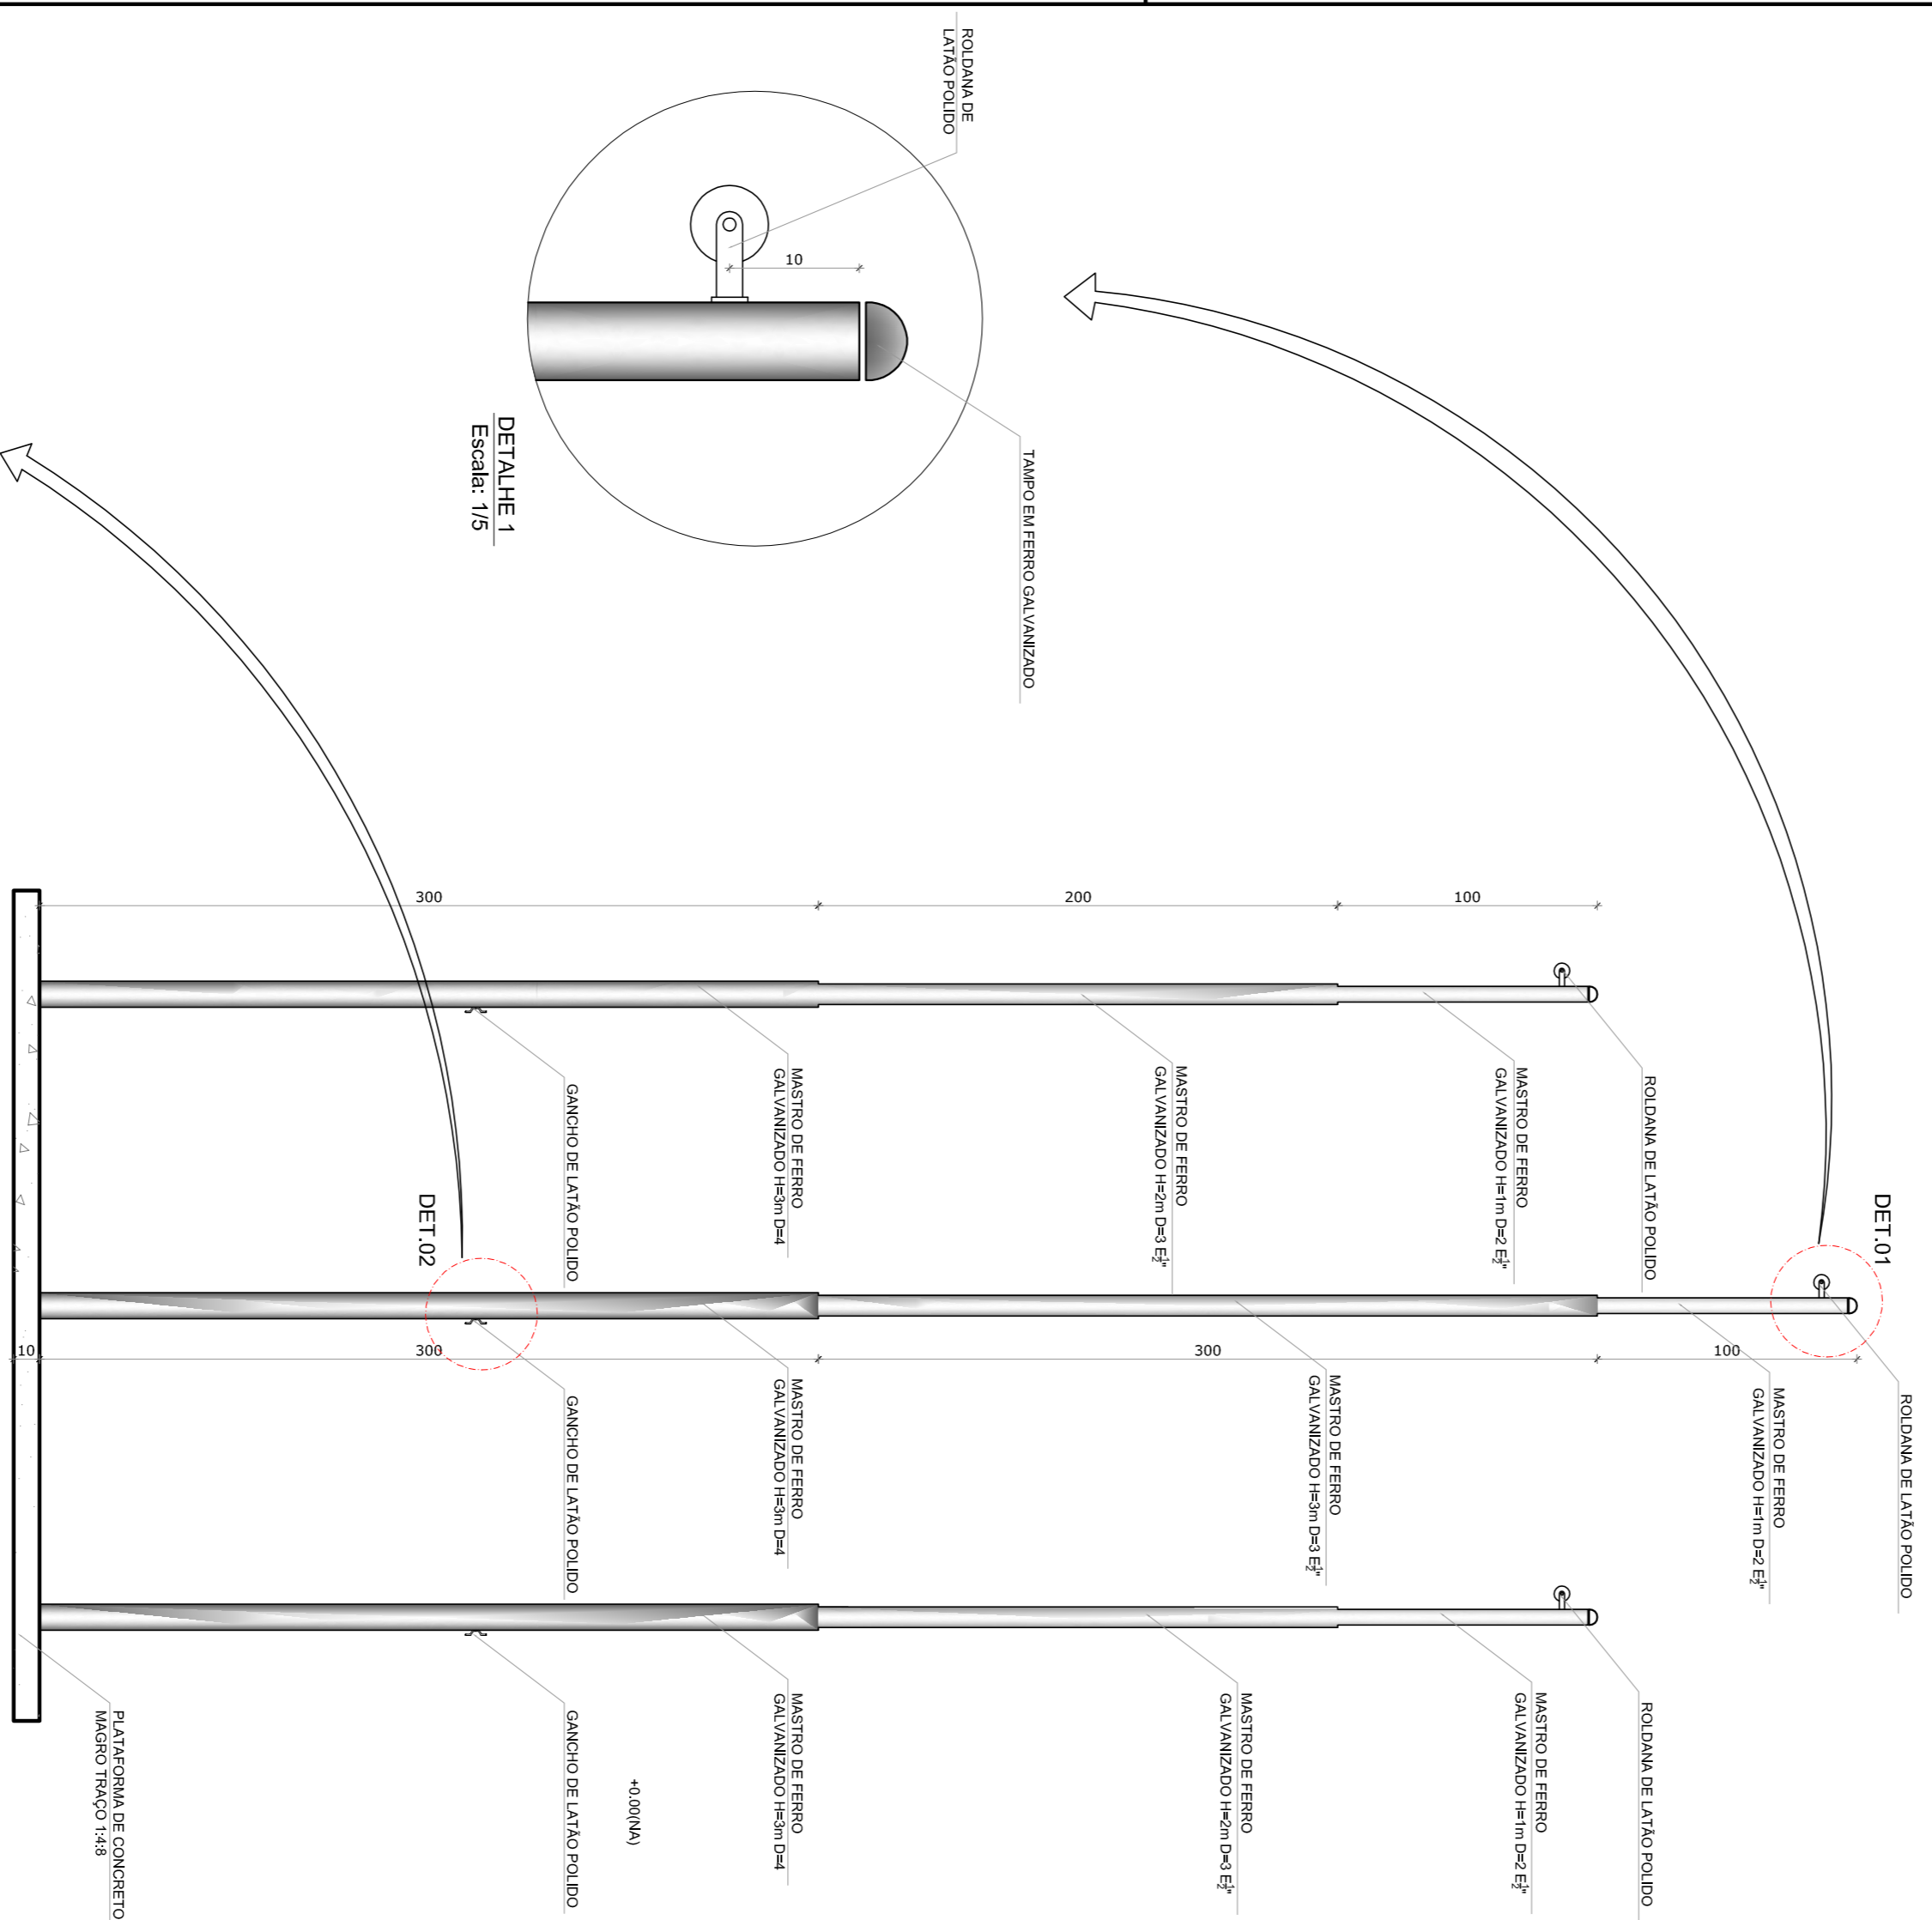 DET.01
ROLDANA DE LATÃO POLIDO
MASTRO DE FERRO
GALVANIZADO H=1m D=2 E 1/2"
100
ROLDANA DE LATÃO POLIDO
MASTRO DE FERRO
GALVANIZADO H=1m D=2 E 1/2"
100
ROLDANA DE LATÃO POLIDO
MASTRO DE FERRO
GALVANIZADO H=1m D=2 E 1/2"
MASTRO DE FERRO
GALVANIZADO H=3m D=3 E 1/2"
300
MASTRO DE FERRO
GALVANIZADO H=2m D=3 E 1/2"
200
MASTRO DE FERRO
GALVANIZADO H=2m D=3 E 1/2"
TAMPO EM FERRO GALVANIZADO
ROLDANA DE
LATÃO POLIDO
10
DETALHE 1
Escala: 1/5
MASTRO DE FERRO
GALVANIZADO H=3m D=4
MASTRO DE FERRO
GALVANIZADO H=3m D=4
MASTRO DE FERRO
GALVANIZADO H=3m D=4
+0.00(NA)
GANCHO DE LATÃO POLIDO
GANCHO DE LATÃO POLIDO
GANCHO DE LATÃO POLIDO
DET.02
300
300
10
PLATAFORMA DE CONCRETO
MAGRO TRAÇO 1:4:8